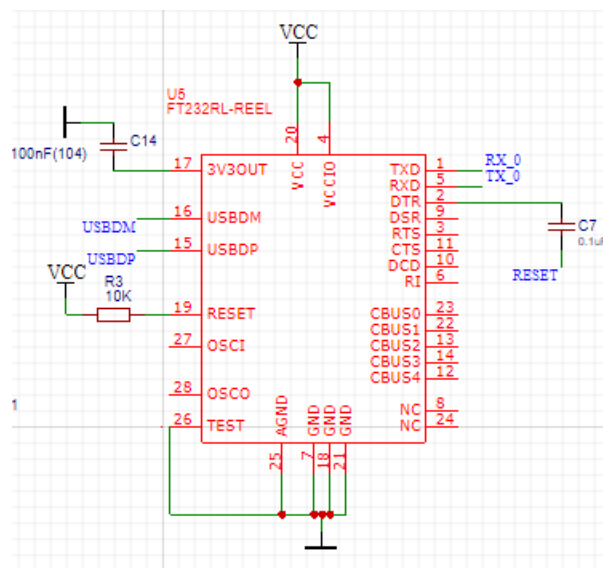 VCC
U5
FT232RL-REEL
C14
100nF(104)
20
4
VCC
VCCIO
17
3V3OUT
16
USBDM
USBDM
15
USBDP
USBDP
VCC
R3
10K
19
RESET
27
OSCI
28
OSCO
26
TEST
1
TXD
1
RX_0
RXD
5
TX_0
DTR
2
DSR
9
RTS
3
CTS
11
DCD
10
RI
6
C7
0.1u
RESET
CBUS0
23
CBUS1
22
CBUS2
13
CBUS3
14
CBUS4
12
NC
8
NC
24
AGND
GND
GND
GND
25
7
18
21